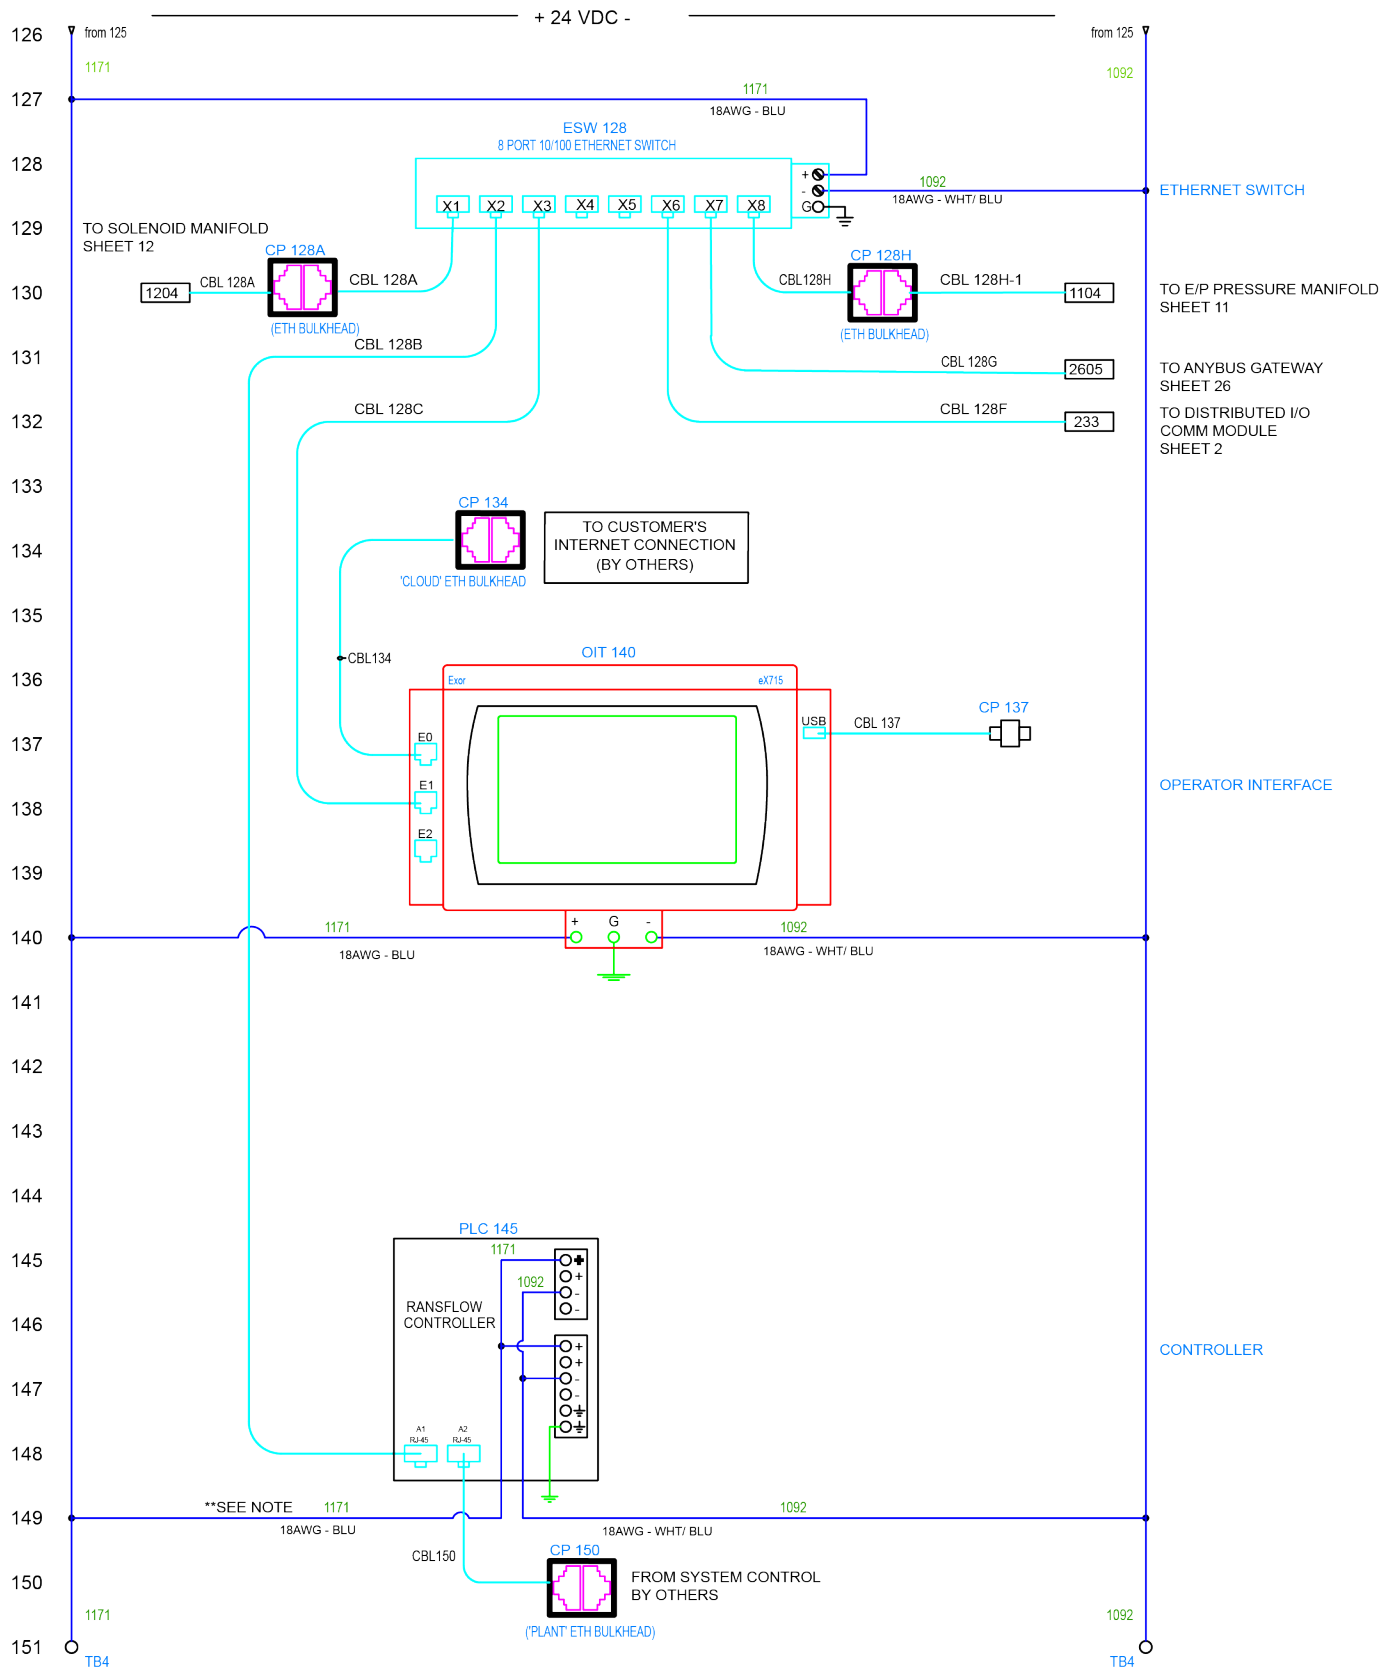 + 24 VDC -
126
from 125
from 125
1171
1092
127
1171
18AWG - BLU
ESW 128
8 PORT 10/100 ETHERNET SWITCH
128
+
-
G
1092
18AWG - WHT/ BLU
ETHERNET SWITCH
X1
X2
X3
X4
X5
X6
X7
X8
129
TO SOLENOID MANIFOLD
SHEET 12
CP 128A
CP 128H
130
1204
CBL 128A
CBL 128A
CBL128H
CBL 128H-1
1104
TO E/P PRESSURE MANIFOLD
SHEET 11
(ETH BULKHEAD)
(ETH BULKHEAD)
131
CBL 128B
CBL 128G
2605
TO ANYBUS GATEWAY
SHEET 26
132
CBL 128C
CBL 128F
233
TO DISTRIBUTED I/O
COMM MODULE
SHEET 2
133
CP 134
134
TO CUSTOMER'S
INTERNET CONNECTION
(BY OTHERS)
'CLOUD' ETH BULKHEAD
135
CBL134
OIT 140
136
Exor
eX715
137
E0
USB
CBL 137
CP 137
E1
138
OPERATOR INTERFACE
E2
139
140
1171
18AWG - BLU
+
G
-
1092
18AWG - WHT/ BLU
141
142
143
144
PLC 145
145
1171
+
+
1092
-
-
146
RANSFLOW
CONTROLLER
+
+
-
-
147
CONTROLLER
A1
RJ-45
A2
RJ-45
148
149
**SEE NOTE
1171
18AWG - BLU
1092
18AWG - WHT/ BLU
CBL150
CP 150
150
FROM SYSTEM CONTROL
BY OTHERS
('PLANT' ETH BULKHEAD)
1171
1092
151
TB4
TB4